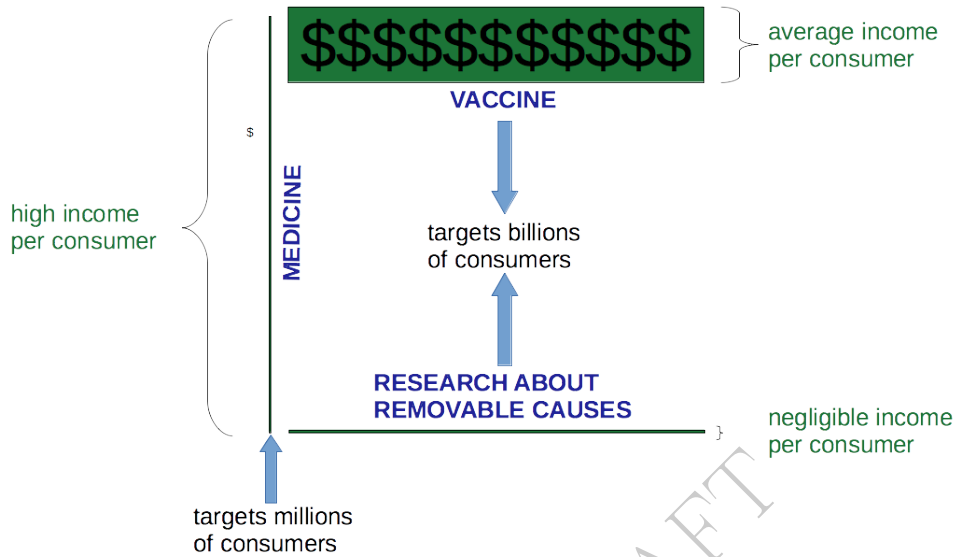 $$$$$$$$$$$
average income
per consumer
VACCINE
$
MEDICINE
high income
per consumer
targets billions
of consumers
RESEARCH ABOUT
REMOVABLE CAUSES
negligible income
per consumer
targets millions
of consumers
AFT